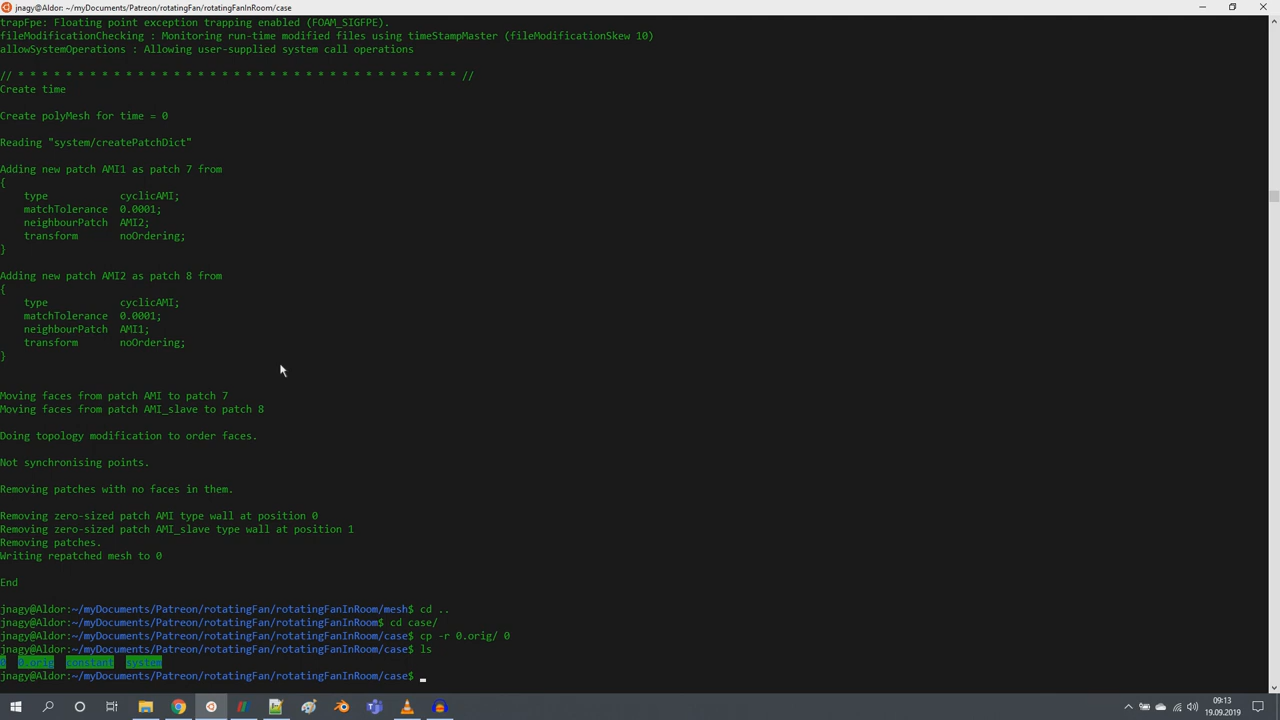 jnagy@Aldor: ~/myDocuments/Patreon/rotatingFan/rotatingFanInRoom/case
trapFpe: Floating point exception trapping enabled (FOAM_SIGFPE).
fileModificationChecking : Monitoring run-time modified files using timeStampMaster (fileModificationSkew 10)
allowSystemOperations : Allowing user-supplied system call operations
// * * * * * * * * * * * * * * * * * * * * * * * * * * * * * * * * * * * * * //
Create time
Create polyMesh for time = 0
Reading "system/createPatchDict"
Adding new patch AMI1 as patch 7 from
{
    type            cyclicAMI;
    matchTolerance  0.0001;
    neighbourPatch  AMI2;
    transform       noOrdering;
}
Adding new patch AMI2 as patch 8 from
{
    type            cyclicAMI;
    matchTolerance  0.0001;
    neighbourPatch  AMI1;
    transform       noOrdering;
}
Moving faces from patch AMI to patch 7
Moving faces from patch AMI_slave to patch 8
Doing topology modification to order faces.
Not synchronising points.
Removing patches with no faces in them.
Removing zero-sized patch AMI type wall at position 0
Removing zero-sized patch AMI_slave type wall at position 1
Removing patches.
Writing repatched mesh to 0
End
jnagy@Aldor:~/myDocuments/Patreon/rotatingFan/rotatingFanInRoom/mesh$ cd ..
jnagy@Aldor:~/myDocuments/Patreon/rotatingFan/rotatingFanInRoom$ cd case/
jnagy@Aldor:~/myDocuments/Patreon/rotatingFan/rotatingFanInRoom/case$ cp -r 0.orig/ 0
jnagy@Aldor:~/myDocuments/Patreon/rotatingFan/rotatingFanInRoom/case$ ls
0  0.orig  constant  system
jnagy@Aldor:~/myDocuments/Patreon/rotatingFan/rotatingFanInRoom/case$
09:13
19.09.2019